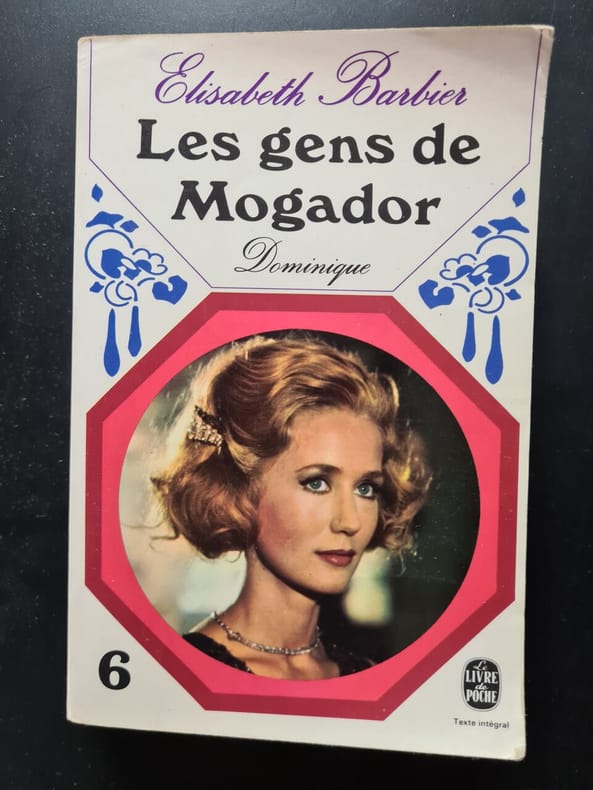 Elisabeth Barbier
Les gens de
Mogador
Dominique
6
Le
LIVRE
de
POCHE
Texte intégral